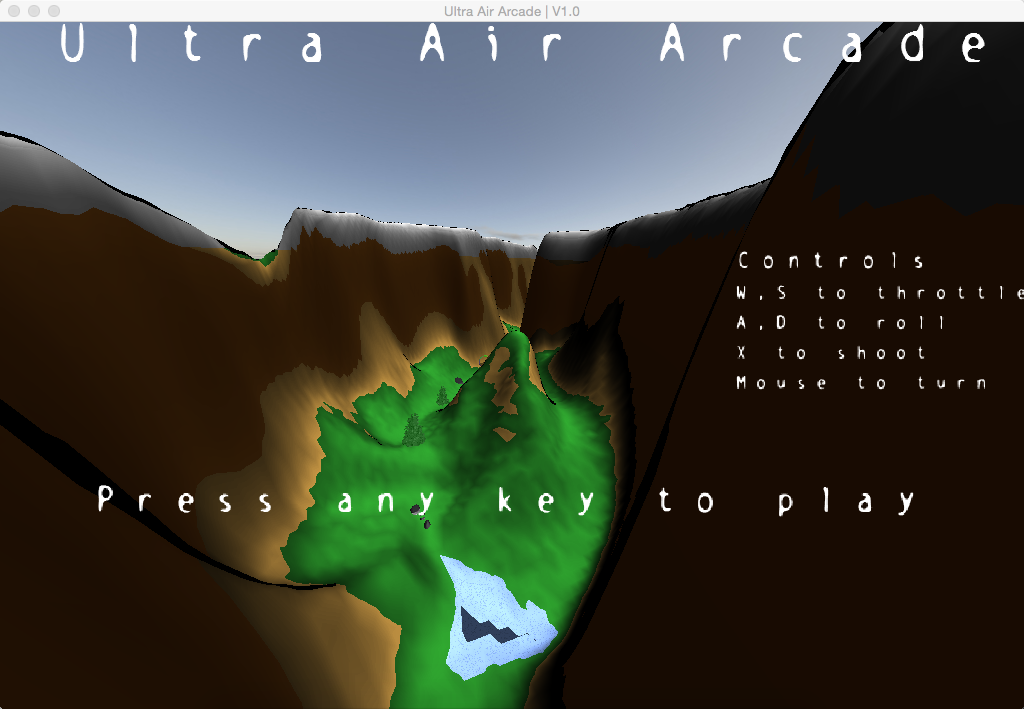 Ultra Air Arcade | V1.0
Ultra Air Arcade
Controls
W,S to throttle
A,D to roll
X to shoot
Mouse to turn
Press any key to play